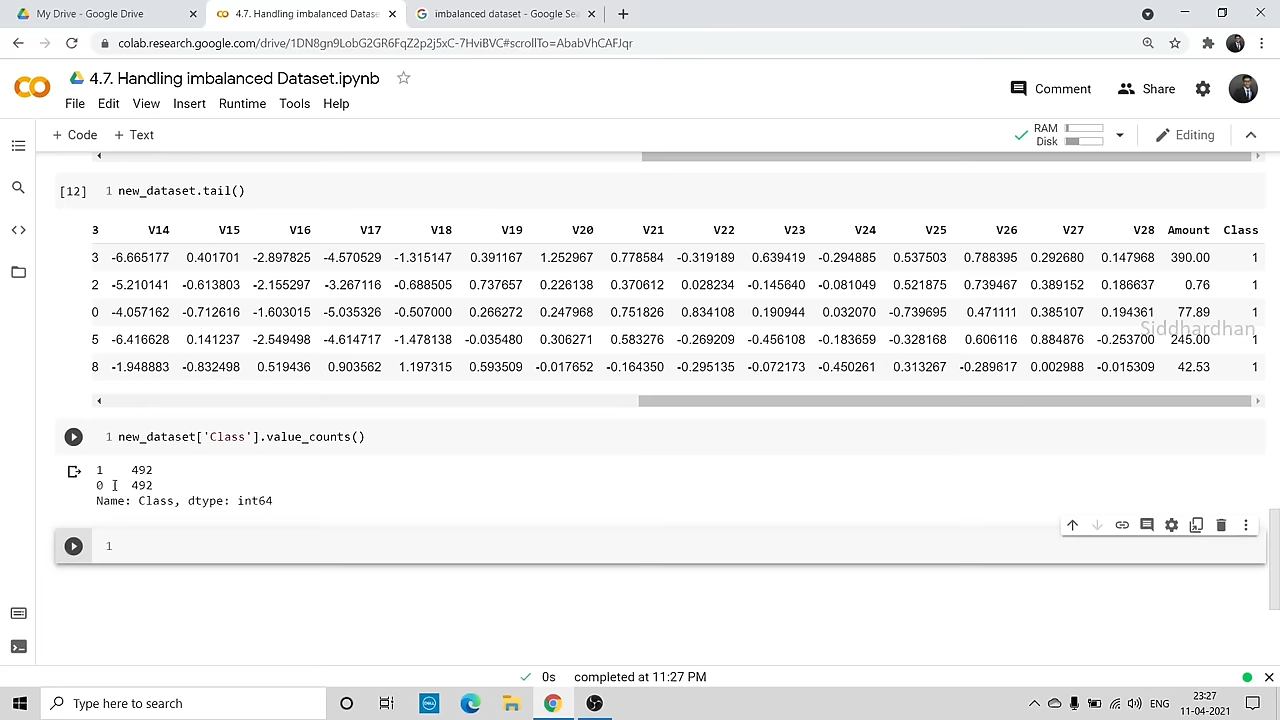 My Drive - Google Drive
4.7. Handling imbalanced Datase
imbalanced dataset - Google Sea
colab.research.google.com/drive/1DN8gn9LobG2GR6FqZ2p2j5xC-7HviBVC#scrollTo=AbabVhCAFJqr
4.7. Handling imbalanced Dataset.ipynb
Comment
Share
File Edit View Insert Runtime Tools Help
+ Code + Text
RAM
Disk
Editing
[12] 1 new_dataset.tail()
3 V14 V15 V16 V17 V18 V19 V20 V21 V22 V23 V24 V25 V26 V27 V28 Amount Class
3 -6.665177 0.401701 -2.897825 -4.570529 -1.315147 0.391167 1.252967 0.778584 -0.319189 0.639419 -0.294885 0.537503 0.788395 0.292680 0.147968 390.00 1
2 -5.210141 -0.613803 -2.155297 -3.267116 -0.688505 0.737657 0.226138 0.370612 0.028234 -0.145640 -0.081049 0.521875 0.739467 0.389152 0.186637 0.76 1
0 -4.057162 -0.712616 -1.603015 -5.035326 -0.507000 0.266272 0.247968 0.751826 0.834108 0.190944 0.032070 -0.739695 0.471111 0.385107 0.194361 77.89 1
Siddhardhan
5 -6.416628 0.141237 -2.549498 -4.614717 -1.478138 -0.035480 0.306271 0.583276 -0.269209 -0.456108 -0.183659 -0.328168 0.606116 0.884876 -0.253700 245.00 1
8 -1.948883 -0.832498 0.519436 0.903562 1.197315 0.593509 -0.017652 -0.164350 -0.295135 -0.072173 -0.450261 0.313267 -0.289617 0.002988 -0.015309 42.53 1
1 new_dataset['Class'].value_counts()
1 492
0 492
Name: Class, dtype: int64
1
0s completed at 11:27 PM
Type here to search
DELL
ENG
23:27
11-04-2021